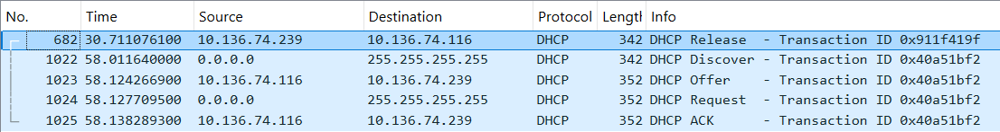 No. Time Source Destination Protocol Length Info
682 30.711076100 10.136.74.239 10.136.74.116 DHCP 342 DHCP Release - Transaction ID 0x911f419f
1022 58.011640000 0.0.0.0 255.255.255.255 DHCP 342 DHCP Discover - Transaction ID 0x40a51bf2
1023 58.124266900 10.136.74.116 10.136.74.239 DHCP 352 DHCP Offer - Transaction ID 0x40a51bf2
1024 58.127709500 0.0.0.0 255.255.255.255 DHCP 352 DHCP Request - Transaction ID 0x40a51bf2
1025 58.138289300 10.136.74.116 10.136.74.239 DHCP 352 DHCP ACK - Transaction ID 0x40a51bf2